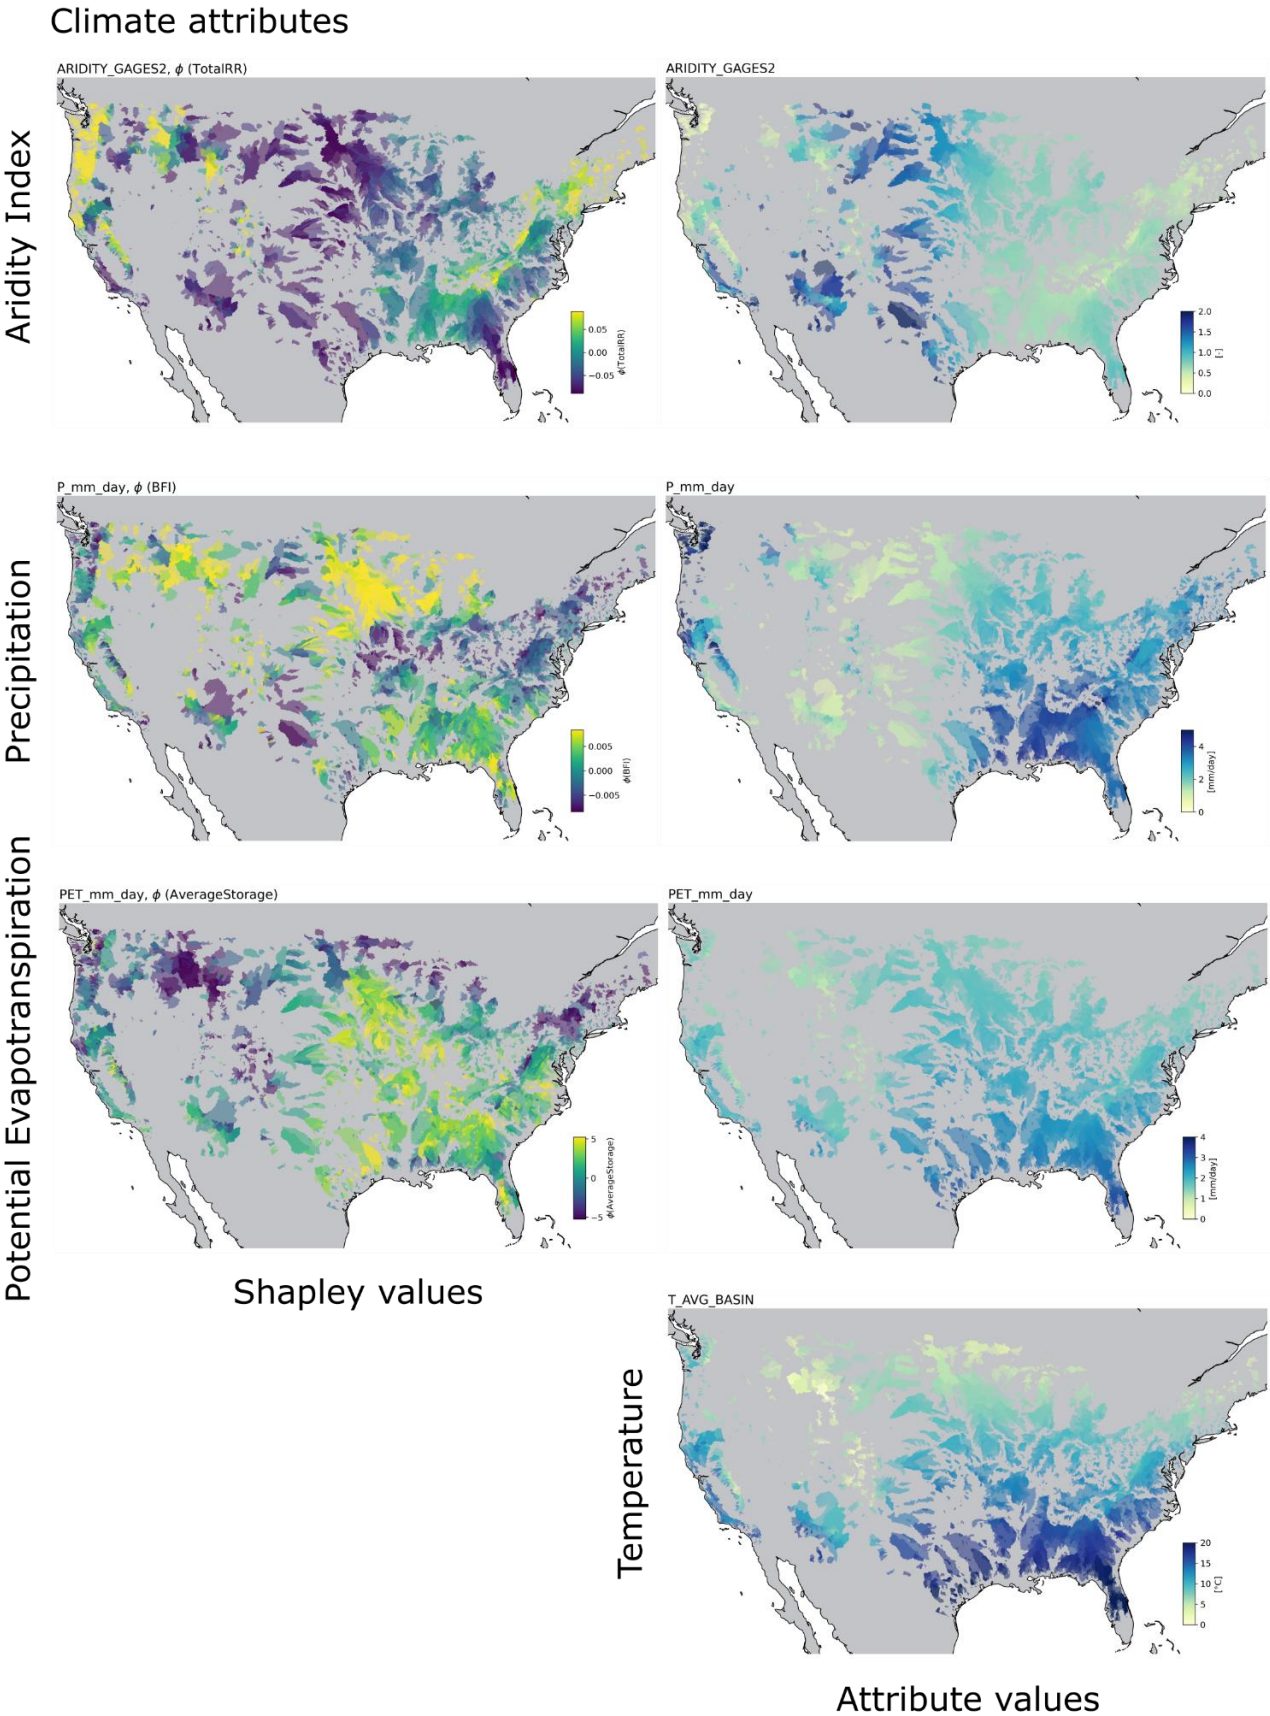 Climate attributes
ARIDITY_GAGES2, ϕ (TotalRR)
ARIDITY_GAGES2
Aridity Index
0.05
0.00
−0.05
ϕ(TotalRR)
2.0
1.5
1.0
0.5
0.0
[-]
P_mm_day, ϕ (BFI)
P_mm_day
Precipitation
0.005
0.000
−0.005
ϕ(BFI)
4
2
0
[mm/day]
PET_mm_day, ϕ (AverageStorage)
PET_mm_day
Potential Evapotranspiration
5
0
−5
ϕ(AverageStorage)
4
3
2
1
0
[mm/day]
Shapley values
T_AVG_BASIN
Temperature
20
15
10
5
0
[°C]
Attribute values